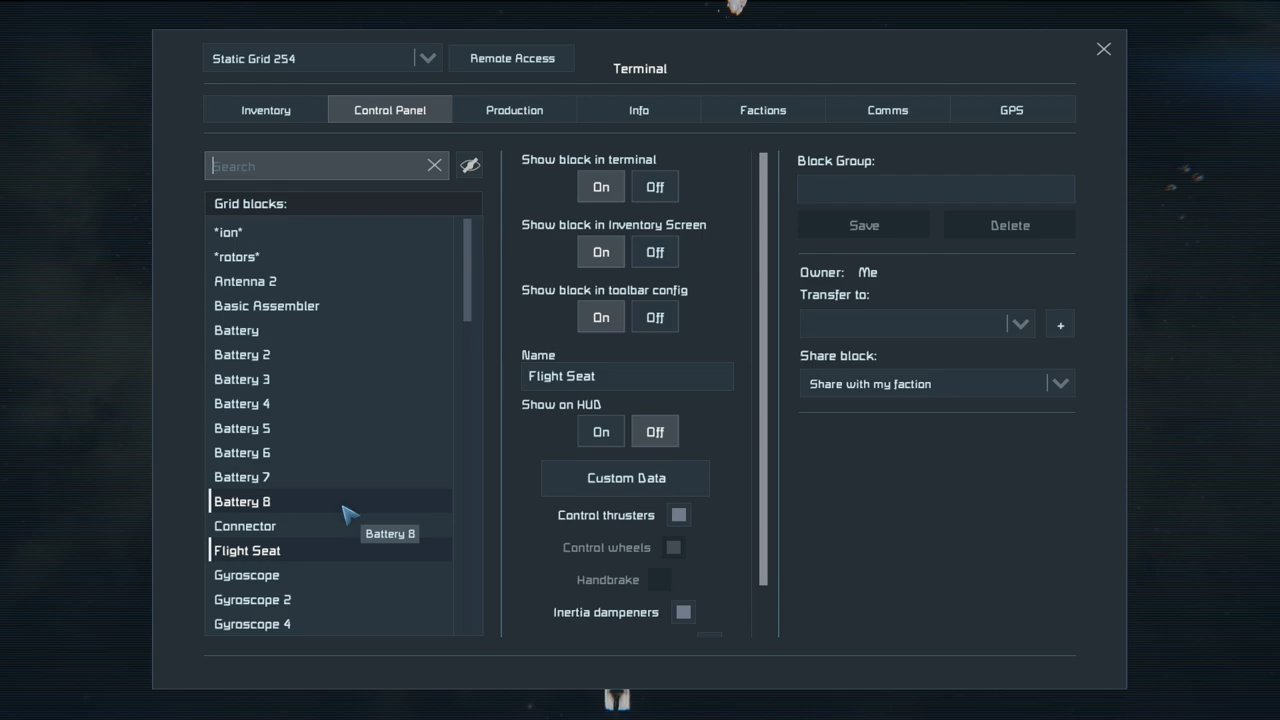 Static Grid 254
Remote Access
Terminal
Inventory
Control Panel
Production
Info
Factions
Comms
GPS
Search
Grid blocks:
*ion*
*rotors*
Antenna 2
Basic Assembler
Battery
Battery 2
Battery 3
Battery 4
Battery 5
Battery 6
Battery 7
Battery 8
Connector
Flight Seat
Gyroscope
Gyroscope 2
Gyroscope 4
Battery 8
Show block in terminal
On Off
Show block in Inventory Screen
On Off
Show block in toolbar config
On Off
Name
Flight Seat
Show on HUD
On Off
Custom Data
Control thrusters
Control wheels
Handbrake
Inertia dampeners
Block Group:
Save
Delete
Owner: Me
Transfer to:
+
Share block:
Share with my faction